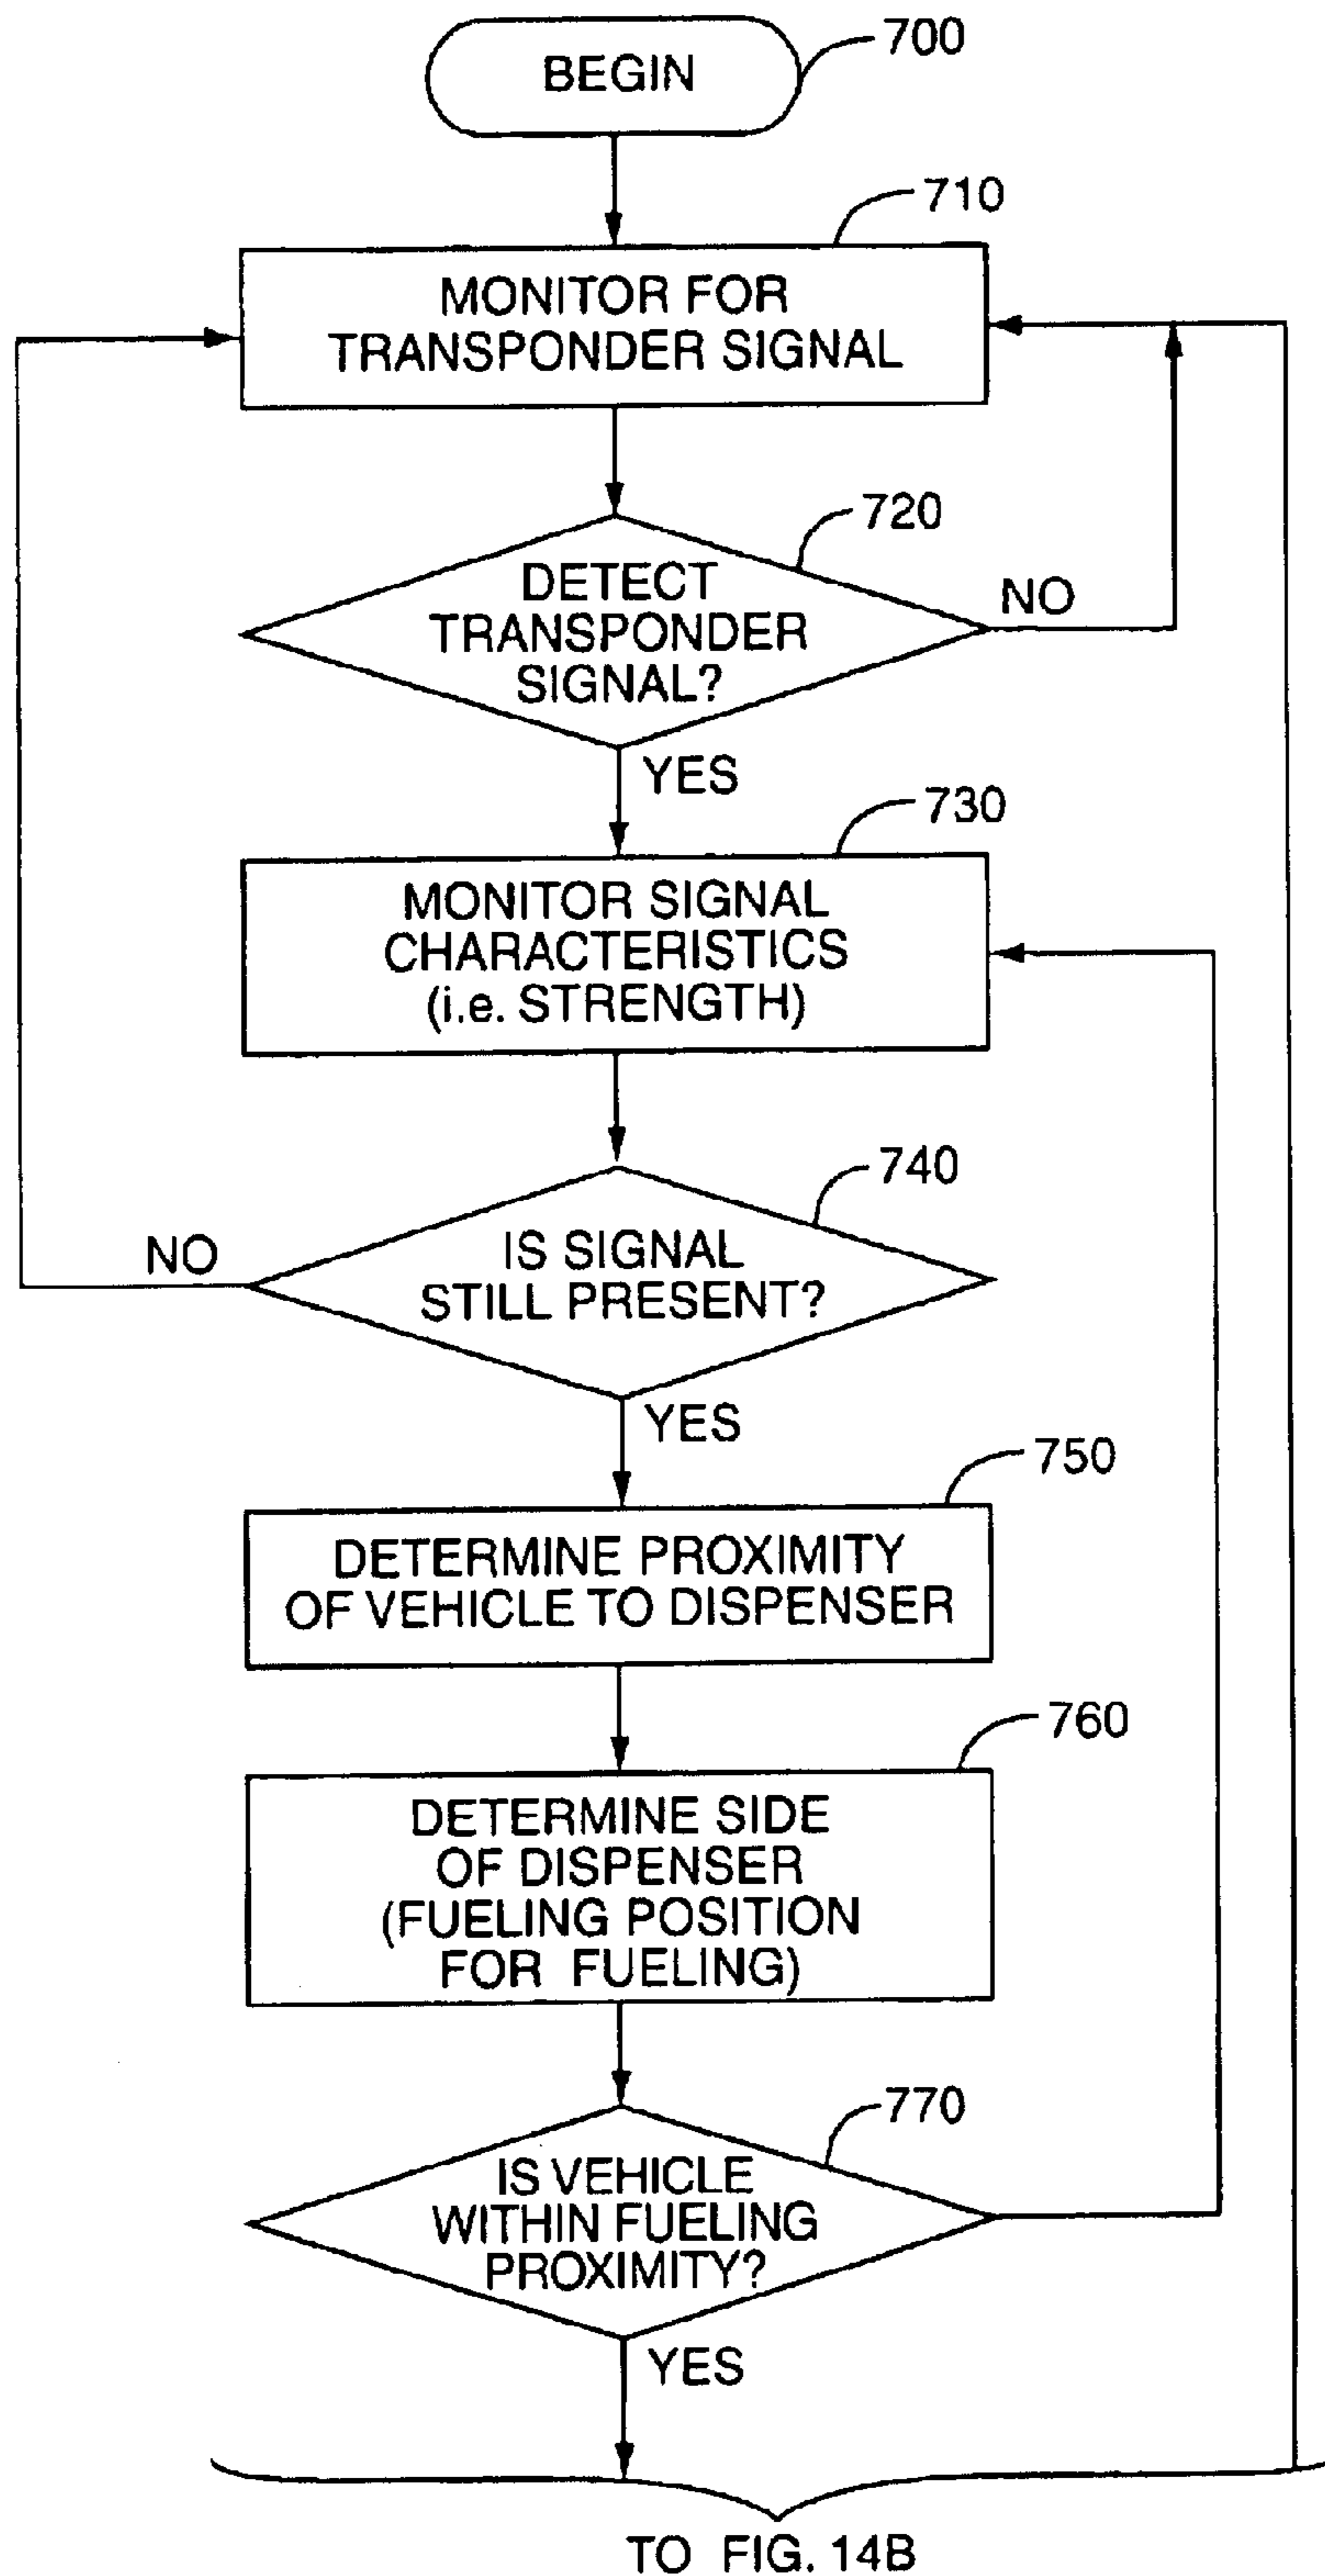 BEGIN
700
710
MONITOR FOR
TRANSPONDER SIGNAL
720
DETECT
TRANSPONDER
SIGNAL?
NO
YES
730
MONITOR SIGNAL
CHARACTERISTICS
(i.e. STRENGTH)
740
IS SIGNAL
STILL PRESENT?
NO
YES
750
DETERMINE PROXIMITY
OF VEHICLE TO DISPENSER
760
DETERMINE SIDE
OF DISPENSER
(FUELING POSITION
FOR FUELING)
770
IS VEHICLE
WITHIN FUELING
PROXIMITY?
YES
TO FIG. 14B